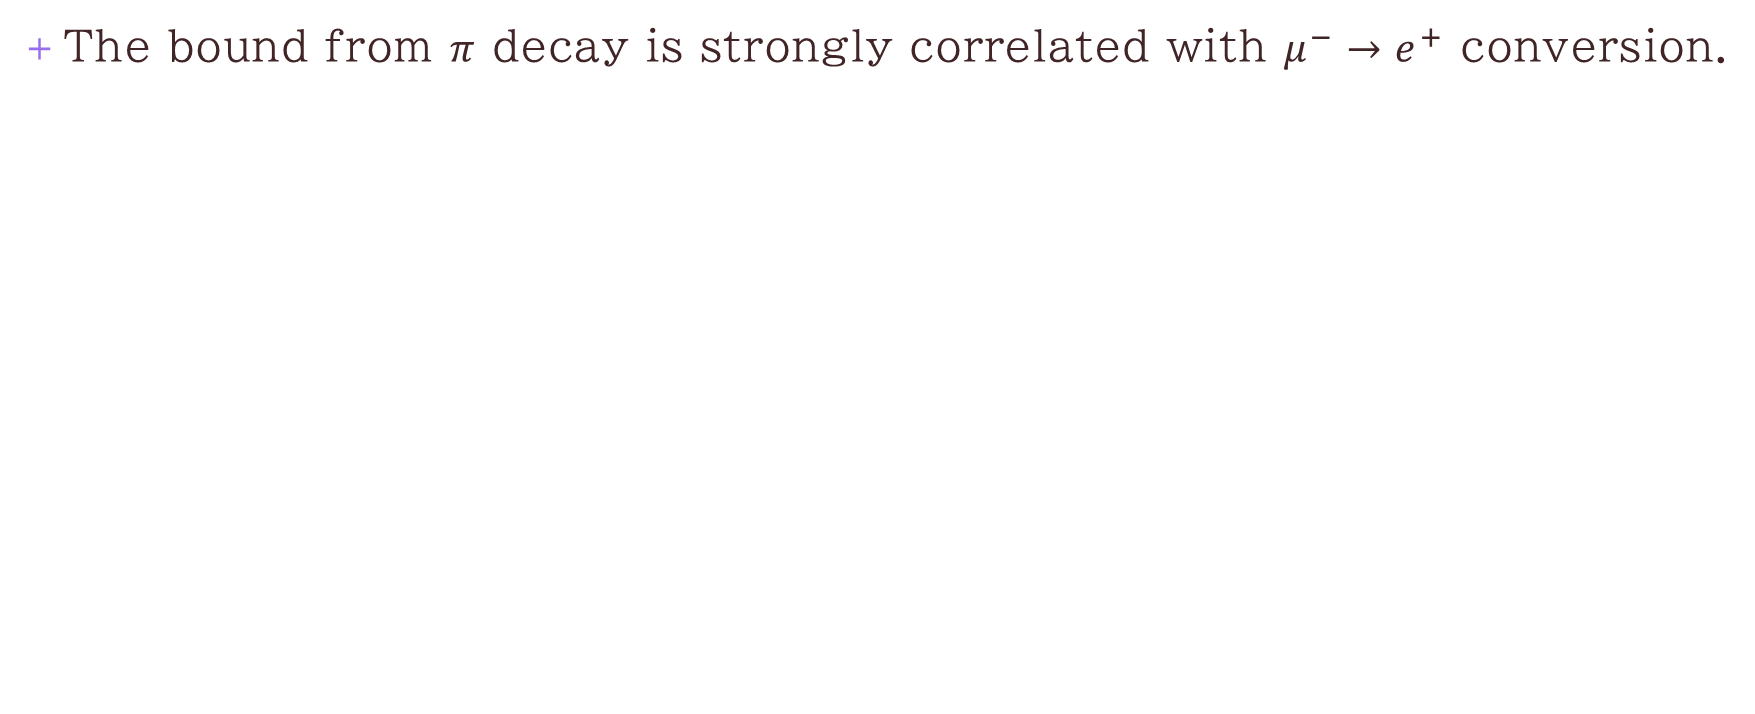 + The bound from π decay is strongly correlated with μ⁻ → e⁺ conversion.